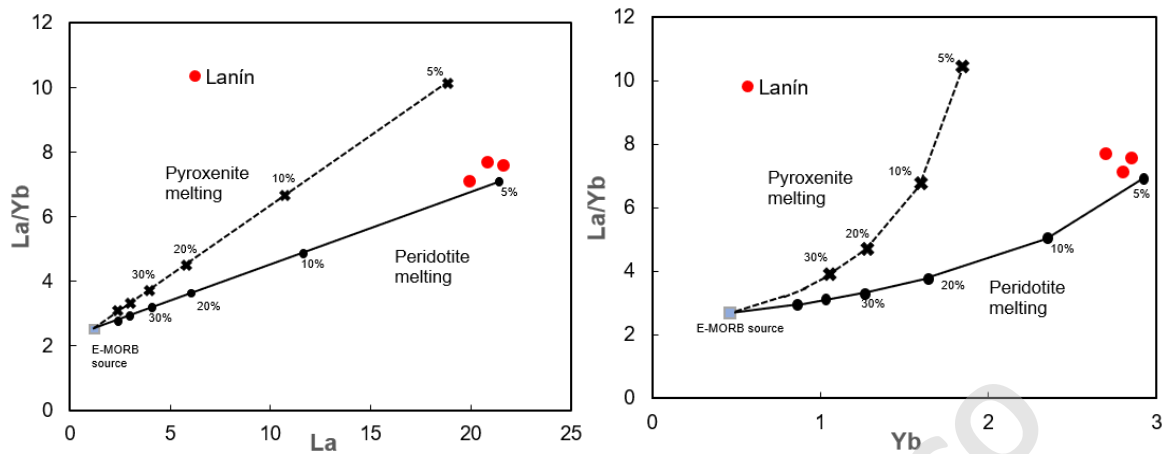 12
10
8
6
4
2
0
La/Yb
0
5
10
15
20
25
La
Lanín
Pyroxenite
melting
Peridotite
melting
E-MORB
source
5%
10%
20%
30%
5%
10%
20%
30%
12
10
8
6
4
2
0
La/Yb
0
1
2
3
Yb
Lanín
Pyroxenite
melting
Peridotite
melting
E-MORB source
5%
10%
20%
30%
5%
10%
20%
30%